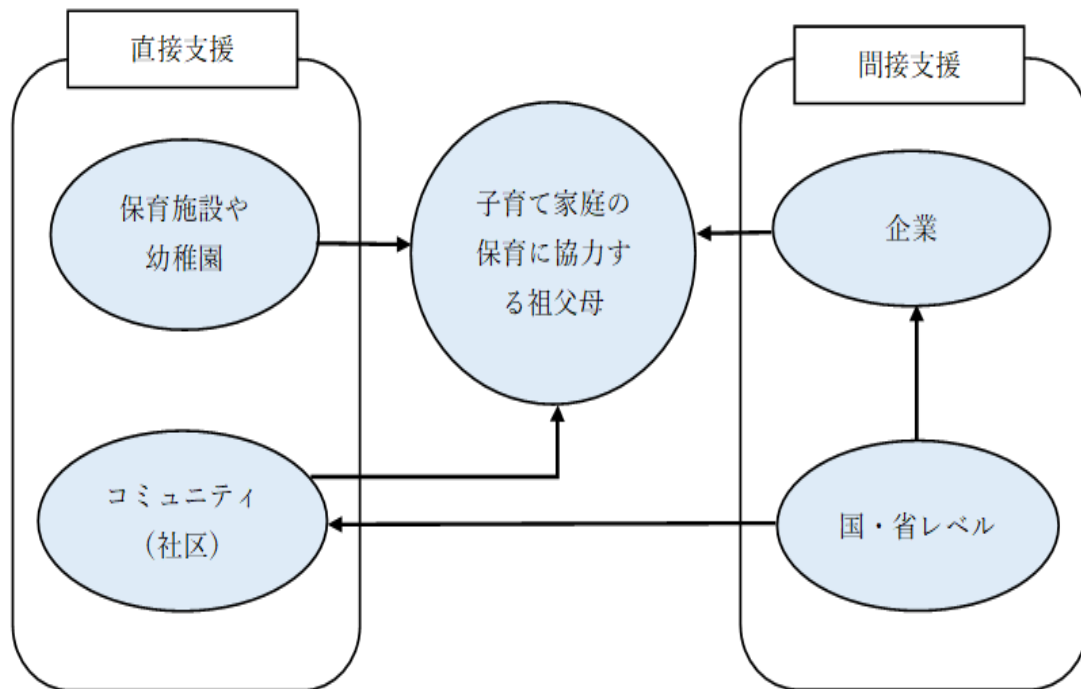 直接支援
間接支援
保育施設や
幼稚園
子育て家庭の
保育に協力す
る祖父母
企業
コミュニティ
（社区）
国・省レベル